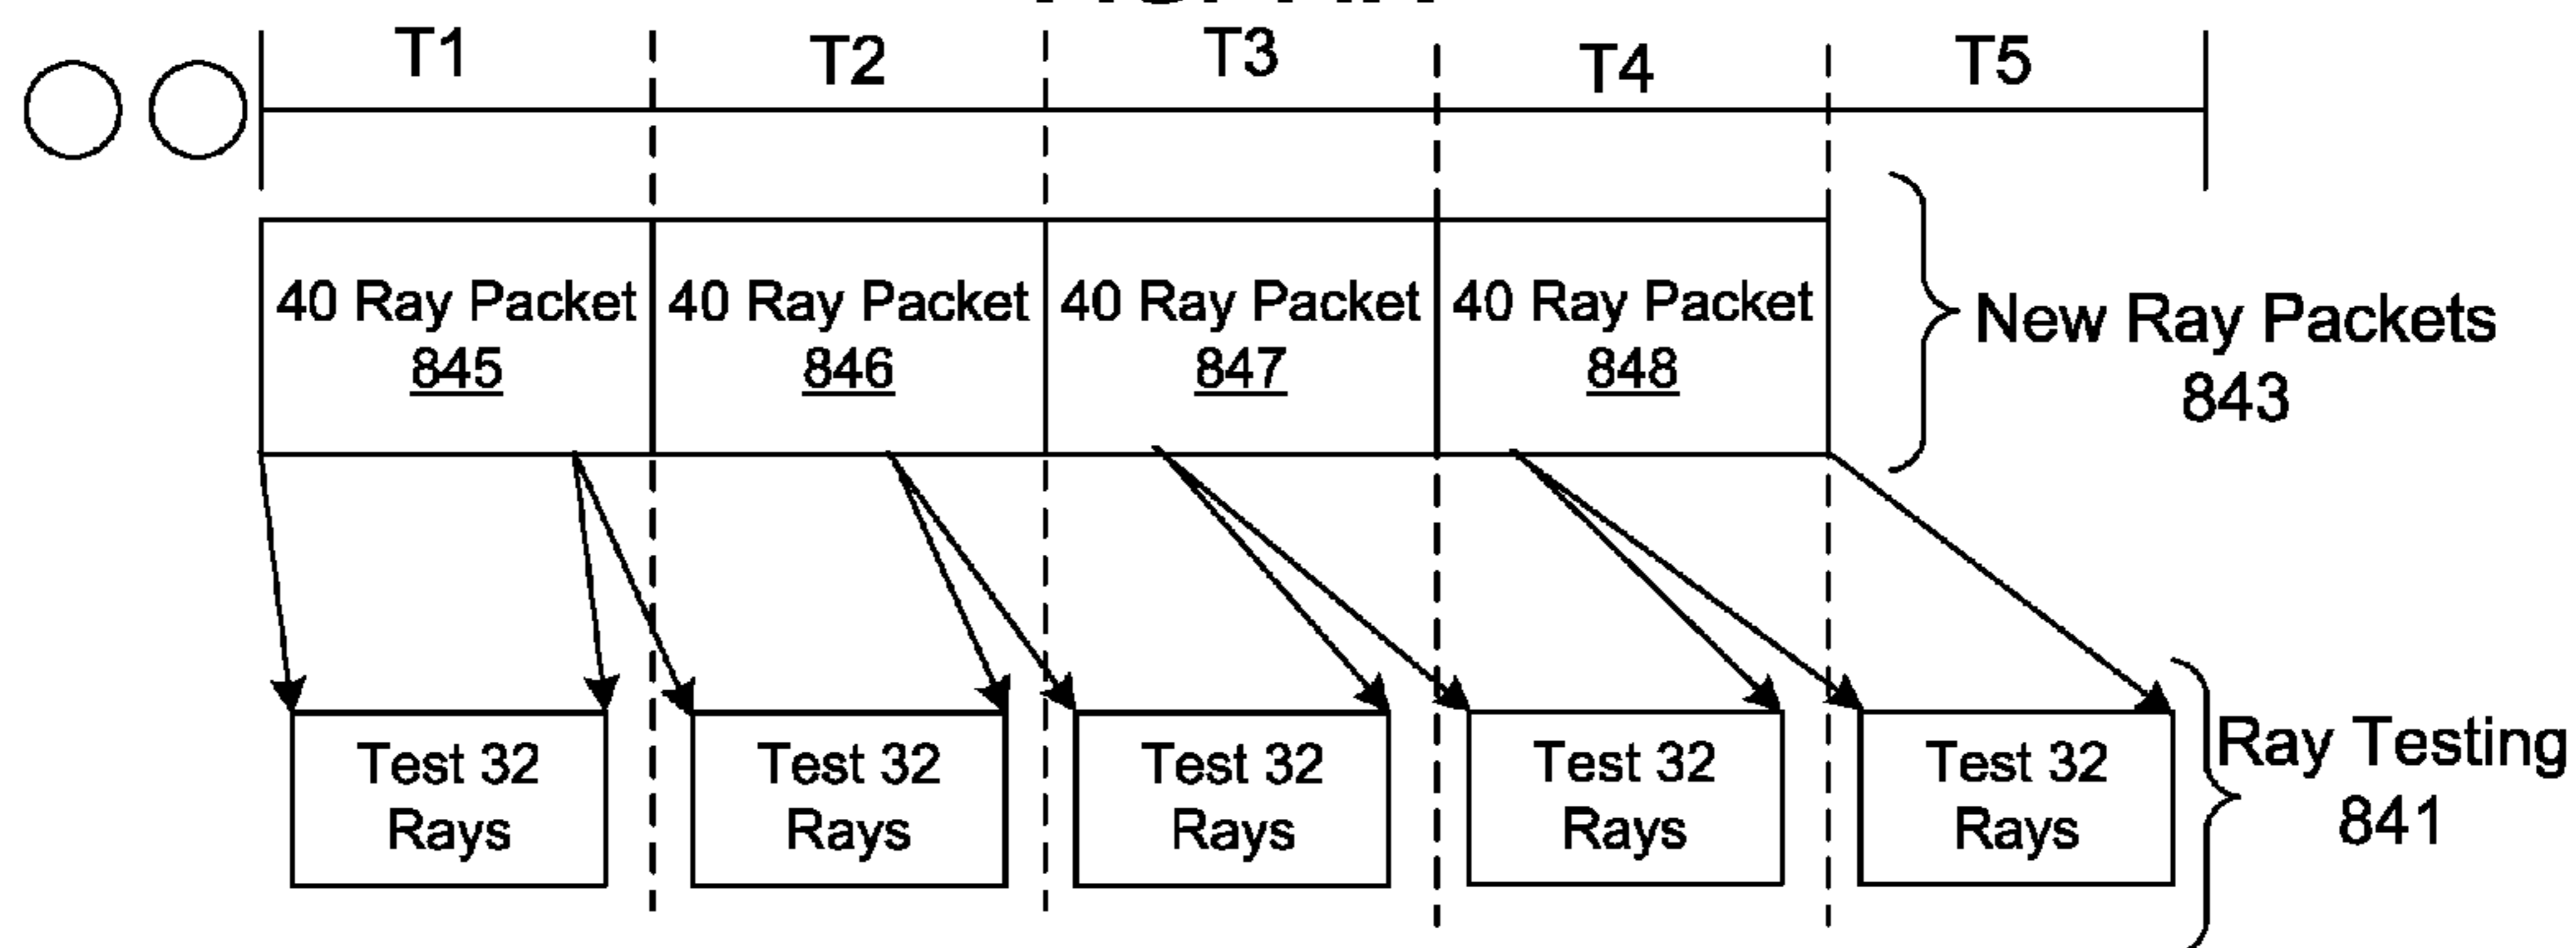 T1
T2
T3
T4
T5
40 Ray Packet
845
40 Ray Packet
846
40 Ray Packet
847
40 Ray Packet
848
New Ray Packets
843
Test 32
Rays
Test 32
Rays
Test 32
Rays
Test 32
Rays
Test 32
Rays
Ray Testing
841